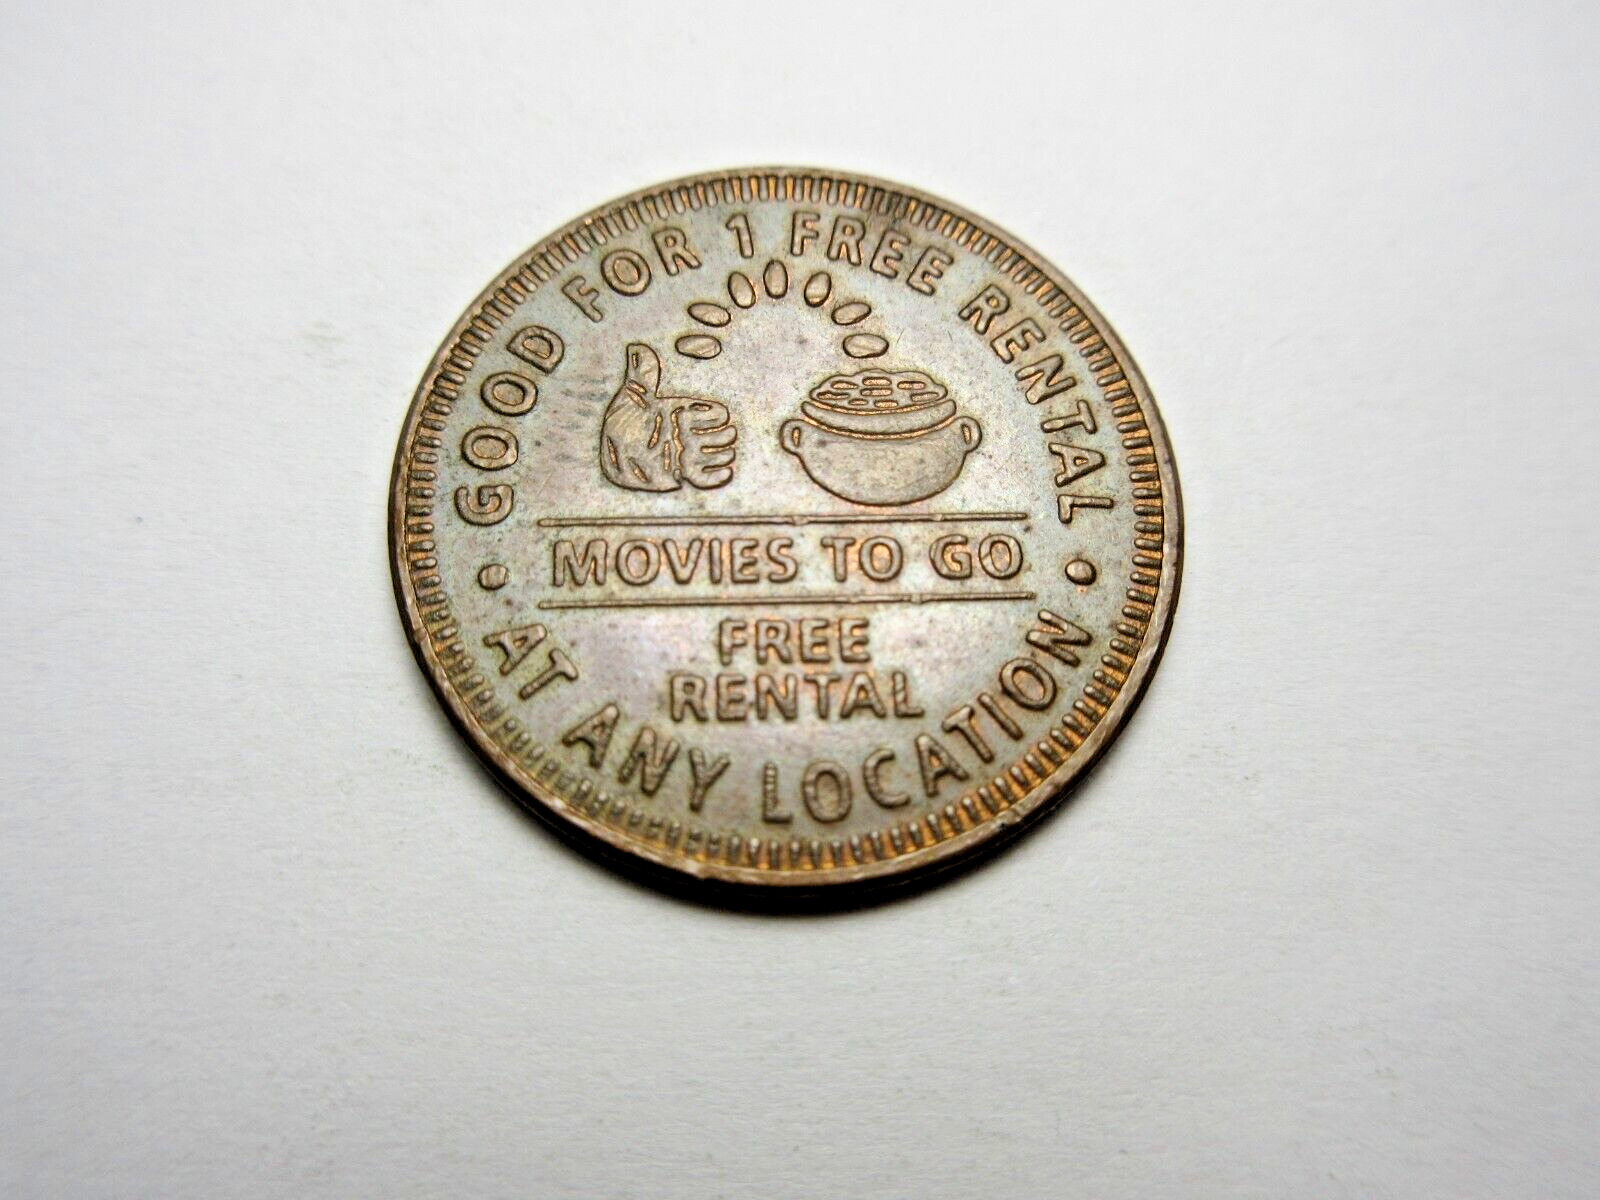 GOOD FOR 1 FREE RENTAL
MOVIES TO GO
FREE
RENTAL
• AT ANY LOCATION •